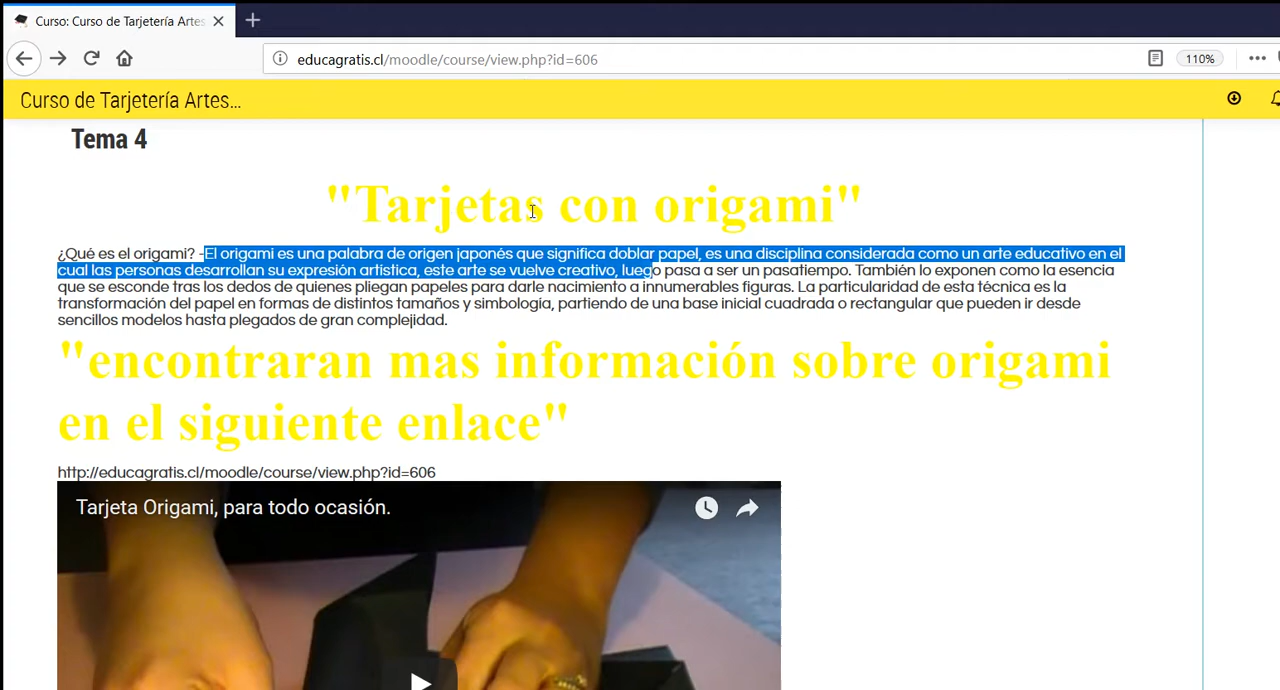 Curso: Curso de Tarjetería Artes
educagratis.cl/moodle/course/view.php?id=606
110%
Curso de Tarjetería Artes...
Tema 4
"Tarjetas con origami"
¿Qué es el origami? -El origami es una palabra de origen japonés que significa doblar papel, es una disciplina considerada como un arte educativo en el
cual las personas desarrollan su expresión artística, este arte se vuelve creativo, luego pasa a ser un pasatiempo. También lo exponen como la esencia
que se esconde tras los dedos de quienes pliegan papeles para darle nacimiento a innumerables figuras. La particularidad de esta técnica es la
transformación del papel en formas de distintos tamaños y simbología, partiendo de una base inicial cuadrada o rectangular que pueden ir desde
sencillos modelos hasta plegados de gran complejidad.
"encontraran mas información sobre origami
en el siguiente enlace"
http://educagratis.cl/moodle/course/view.php?id=606
Tarjeta Origami, para todo ocasión.